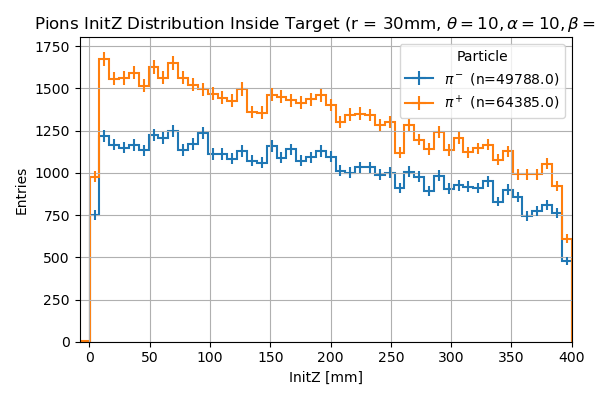 Pions InitZ Distribution Inside Target (r = 30mm, θ = 10, α = 10, β =
1750
1500
1250
1000
750
500
250
0
Entries
Particle
π⁻ (n=49788.0)
π⁺ (n=64385.0)
0 50 100 150 200 250 300 350 400
InitZ [mm]